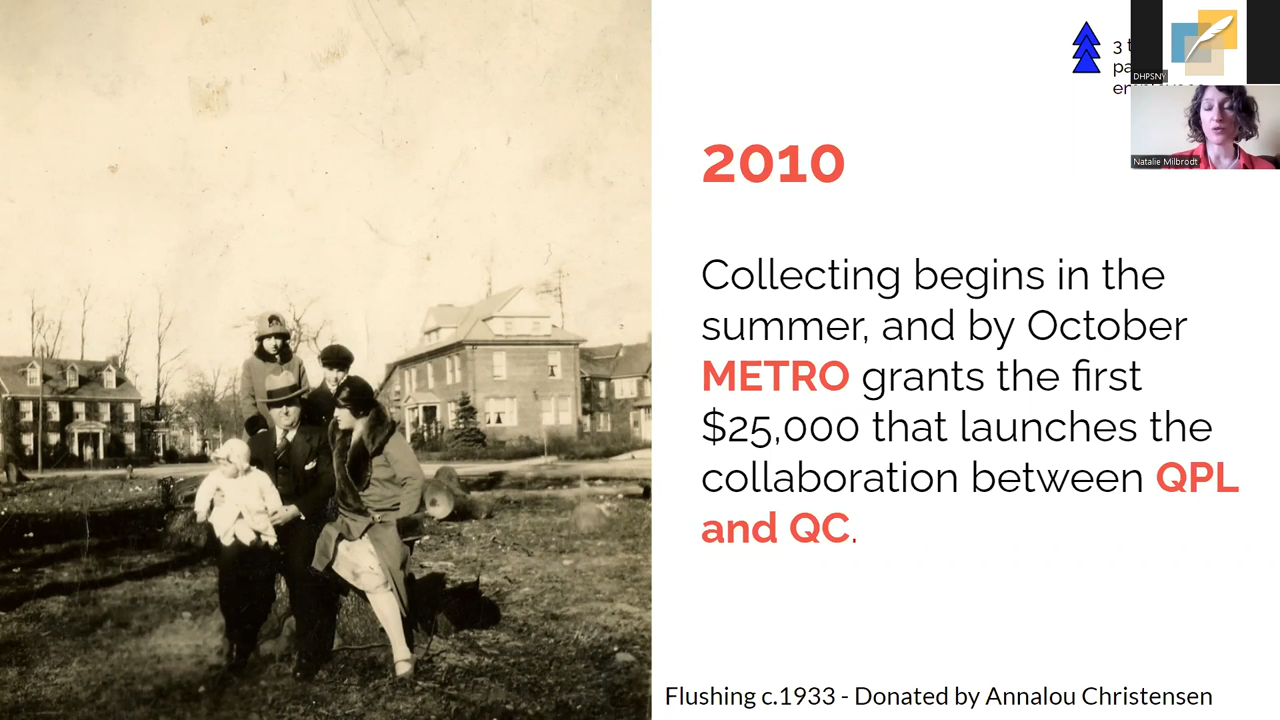 3
DHPSNY
Natalie Milbrodt
2010
Collecting begins in the
summer, and by October
METRO grants the first
$25,000 that launches the
collaboration between QPL
and QC.
Flushing c.1933 - Donated by Annalou Christensen